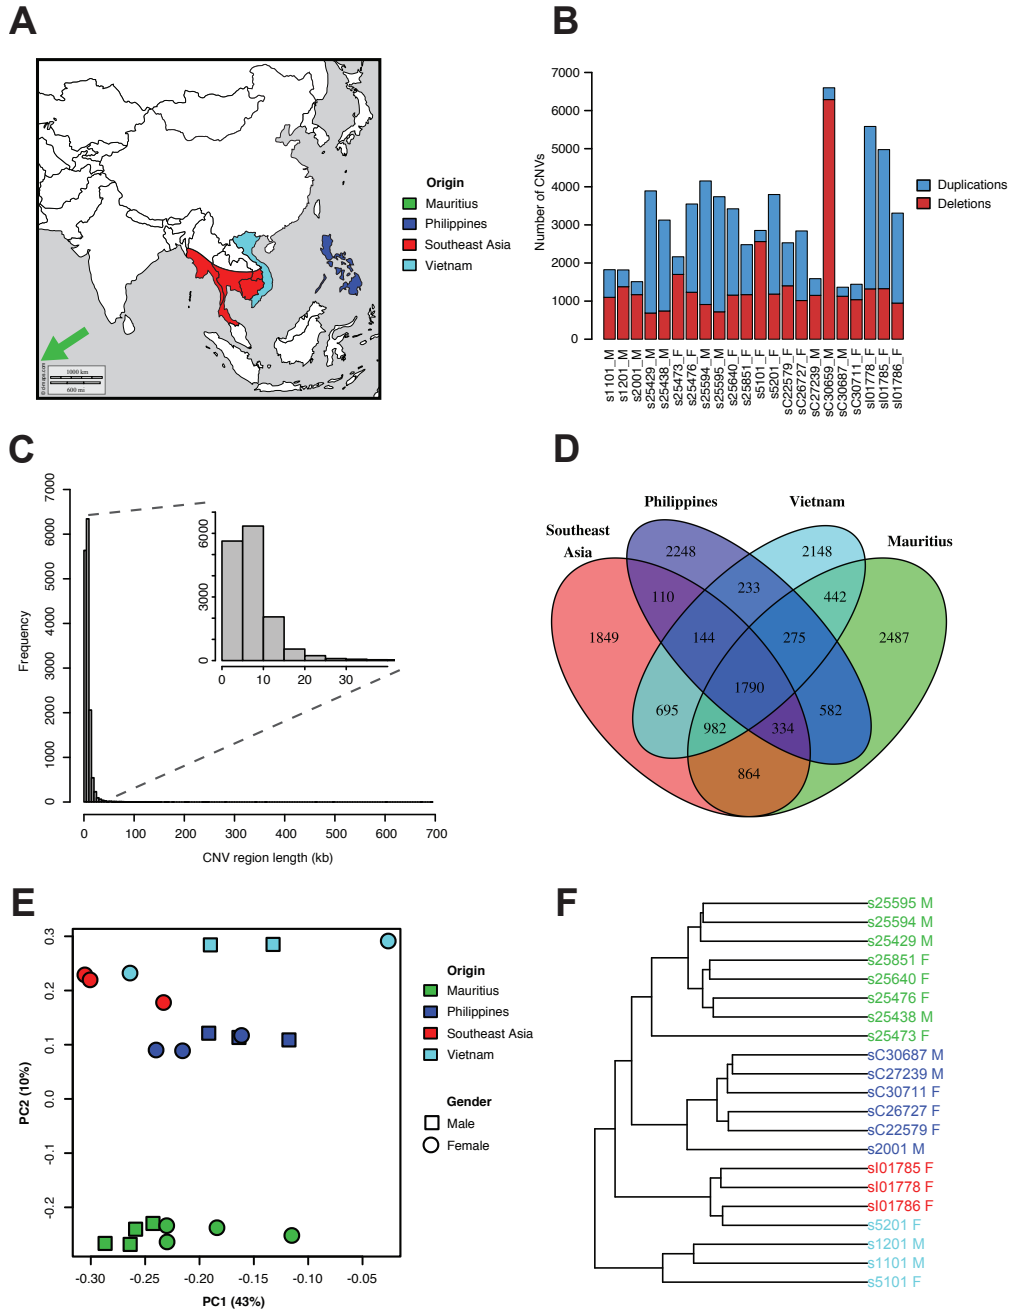 A
Origin
Mauritius
Philippines
Southeast Asia
Vietnam
1000 km
600 mi
B
Number of CNVs
7000
6000
5000
4000
3000
2000
1000
0
s1101_M
s1201_M
s2001_M
s25429_M
s25438_M
s25473_F
s25476_F
s25594_M
s25595_M
s25640_F
s25851_F
s5101_F
s5201_F
sC22579_F
sC26727_F
sC27239_M
sC30659_M
sC30687_M
sC30711_F
sI01778_F
sI01785_F
sI01786_F
Duplications
Deletions
C
Frequency
7000
6000
5000
4000
3000
2000
1000
0
0 100 200 300 400 500 600 700
CNV region length (kb)
6000
3000
0
0 10 20 30
D
Southeast
Asia
Philippines
Vietnam
Mauritius
2248
2148
110
233
442
1849
144
275
2487
1790
695
582
982
334
864
E
PC2 (10%)
0.3
0.2
0.1
0.0
-0.1
-0.2
-0.30 -0.25 -0.20 -0.15 -0.10 -0.05
PC1 (43%)
Origin
Mauritius
Philippines
Southeast Asia
Vietnam
Gender
Male
Female
F
s25595 M
s25594 M
s25429 M
s25851 F
s25640 F
s25476 F
s25438 M
s25473 F
sC30687 M
sC27239 M
sC30711 F
sC26727 F
sC22579 F
s2001 M
sI01785 F
sI01778 F
sI01786 F
s5201 F
s1201 M
s1101 M
s5101 F